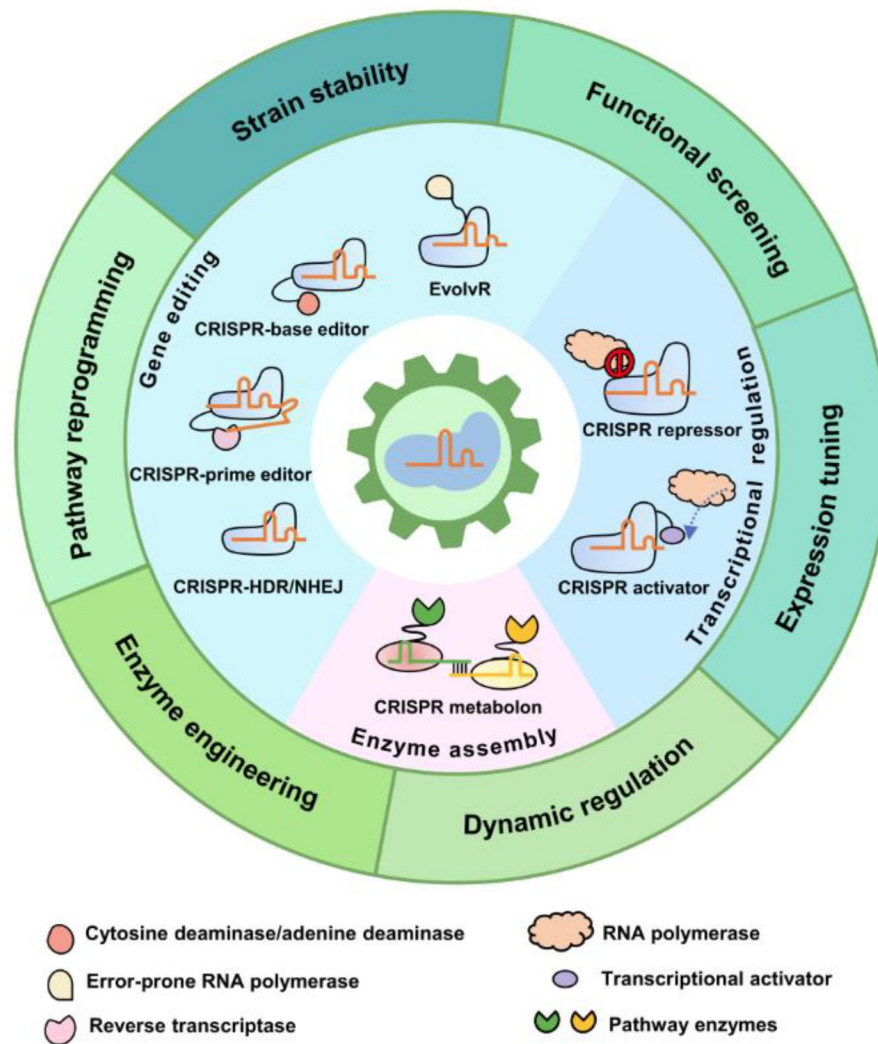 Strain stability
Functional screening
Expression tuning
Dynamic regulation
Enzyme engineering
Pathway reprogramming
Gene editing
EvolvR
CRISPR-base editor
CRISPR-prime editor
CRISPR-HDR/NHEJ
Transcriptional regulation
CRISPR repressor
CRISPR activator
CRISPR metabolon
Enzyme assembly
Cytosine deaminase/adenine deaminase
Error-prone RNA polymerase
Reverse transcriptase
RNA polymerase
Transcriptional activator
Pathway enzymes